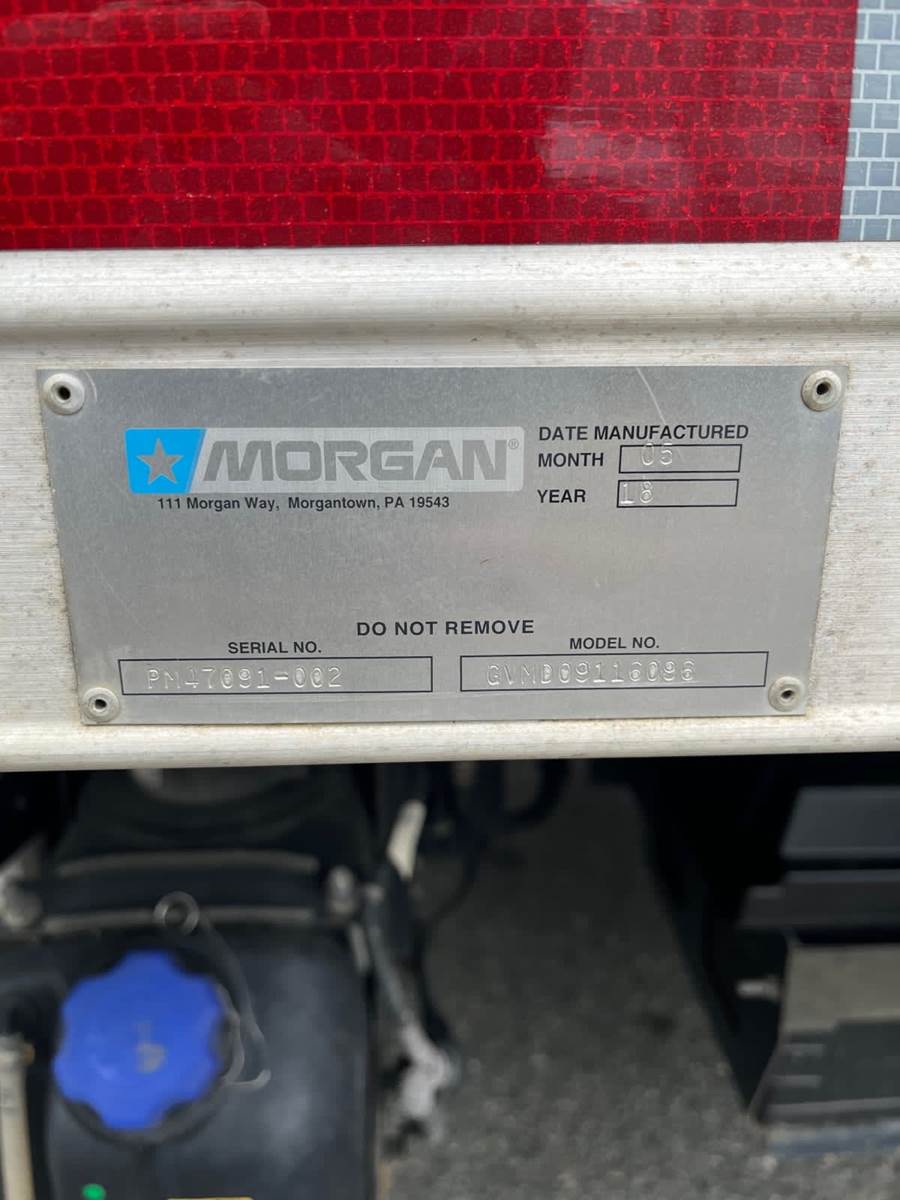 MORGAN®
111 Morgan Way, Morgantown, PA 19543
DATE MANUFACTURED
MONTH 05
YEAR 18
DO NOT REMOVE
SERIAL NO.
PM47091-002
MODEL NO.
GVMD09116096